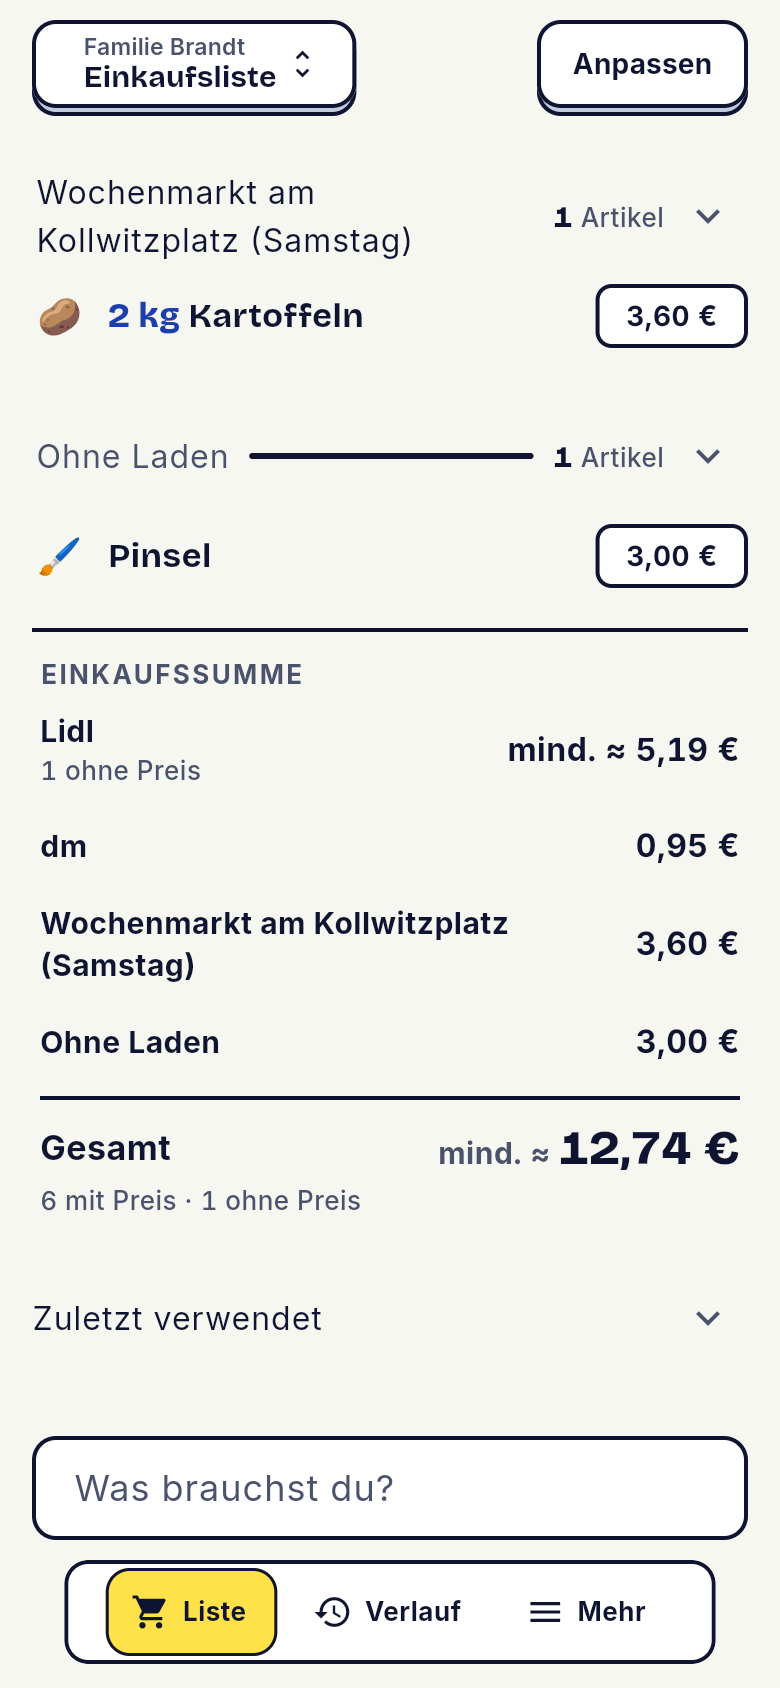 Familie Brandt
Einkaufsliste
Anpassen
Wochenmarkt am
Kollwitzplatz (Samstag)
1 Artikel
2 kg Kartoffeln
3,60 €
Ohne Laden
1 Artikel
Pinsel
3,00 €
EINKAUFSSUMME
Lidl
1 ohne Preis
mind. ≈ 5,19 €
dm
0,95 €
Wochenmarkt am Kollwitzplatz
(Samstag)
3,60 €
Ohne Laden
3,00 €
Gesamt
mind. ≈ 12,74 €
6 mit Preis · 1 ohne Preis
Zuletzt verwendet
Was brauchst du?
Liste
Verlauf
Mehr